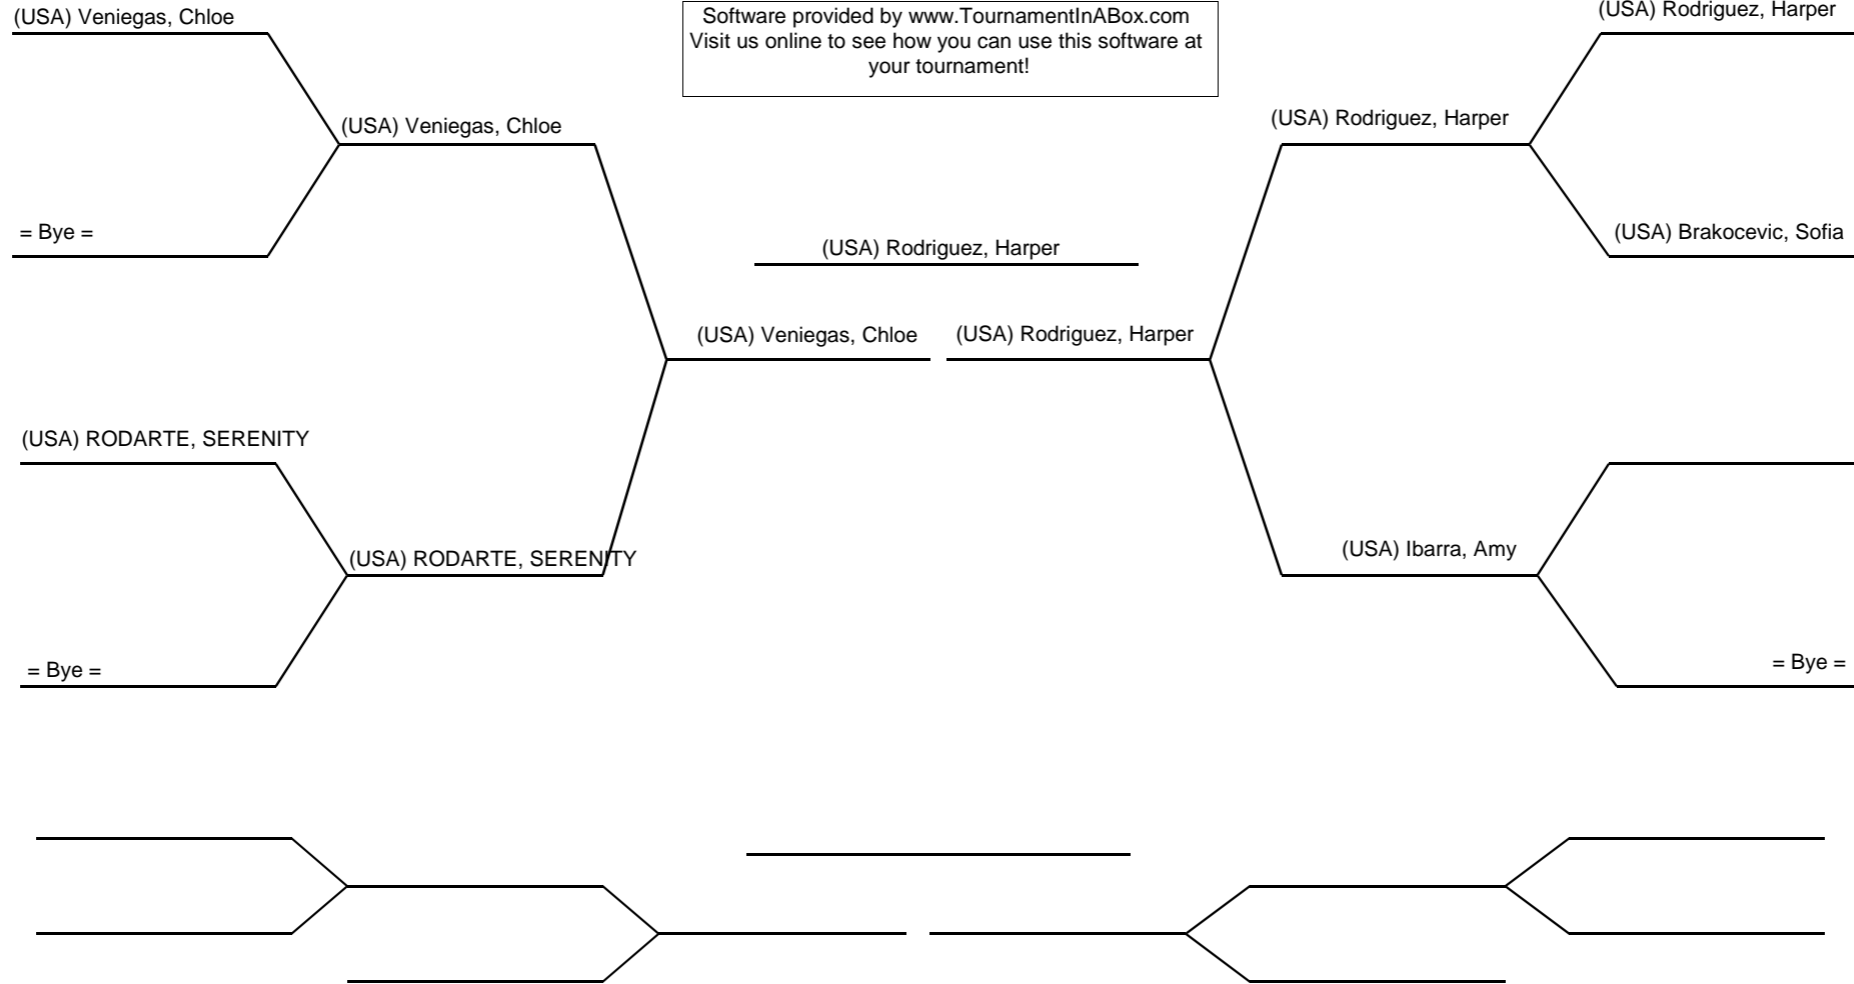 (USA) Veniegas, Chloe
Software provided by www.TournamentInABox.com
Visit us online to see how you can use this software at
your tournament!
(USA) Rodriguez, Harper
(USA) Veniegas, Chloe
(USA) Rodriguez, Harper
= Bye =
(USA) Rodriguez, Harper
(USA) Brakocevic, Sofia
(USA) Veniegas, Chloe
(USA) Rodriguez, Harper
(USA) RODARTE, SERENITY
(USA) RODARTE, SERENITY
(USA) Ibarra, Amy
= Bye =
= Bye =